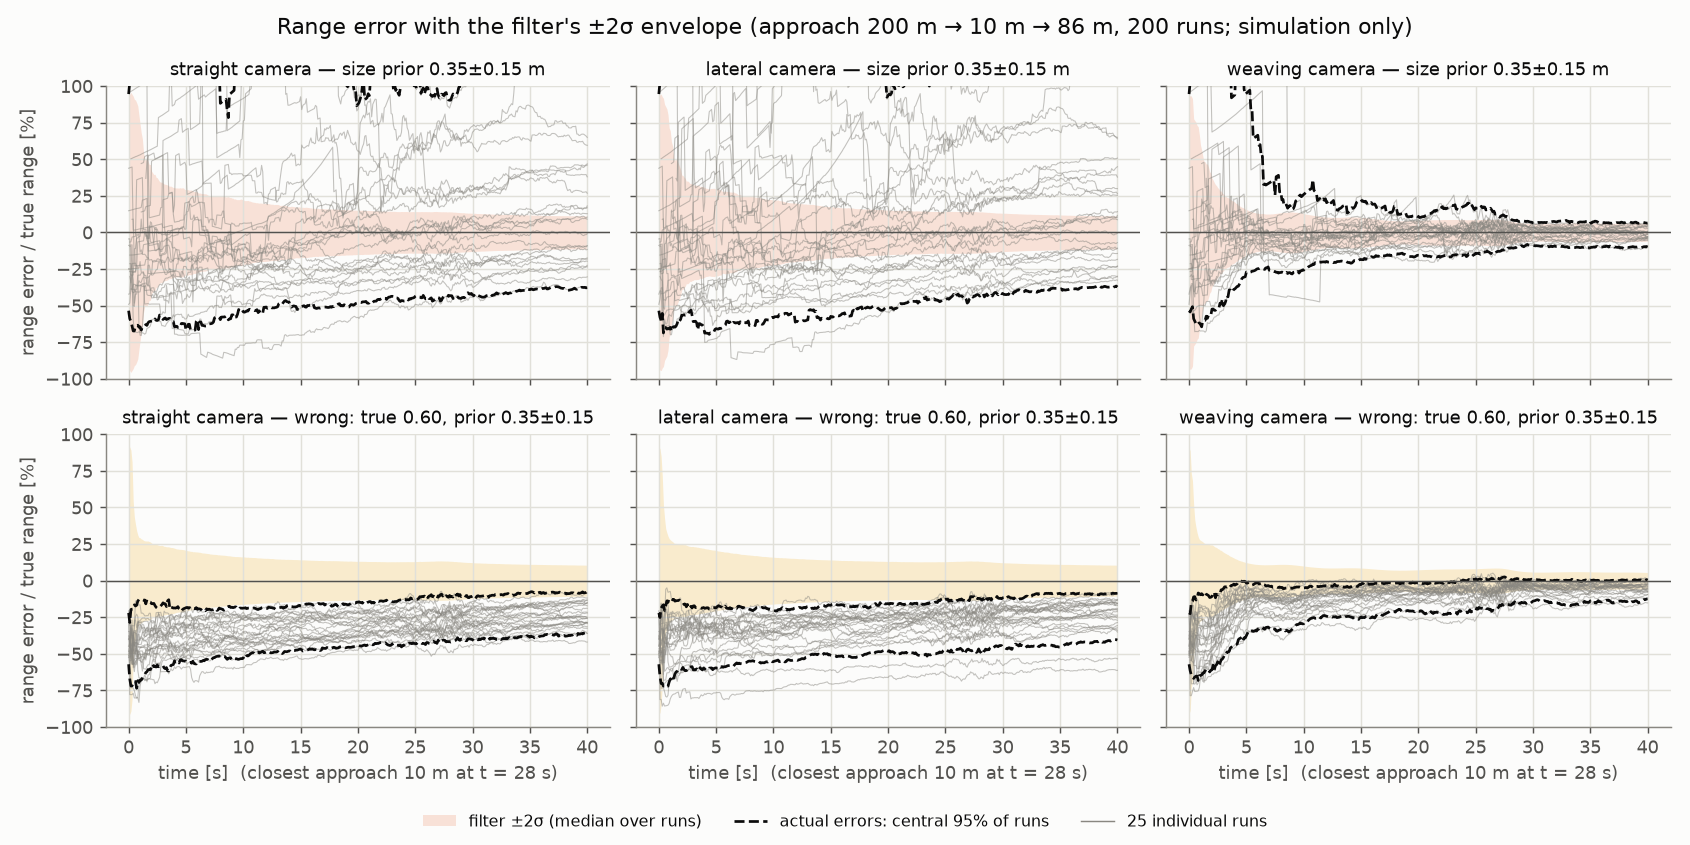 Range error with the filter's ±2σ envelope (approach 200 m → 10 m → 86 m, 200 runs; simulation only)
straight camera — size prior 0.35±0.15 m
lateral camera — size prior 0.35±0.15 m
weaving camera — size prior 0.35±0.15 m
range error / true range [%]
100
75
50
25
0
−25
−50
−75
−100
straight camera — wrong: true 0.60, prior 0.35±0.15
lateral camera — wrong: true 0.60, prior 0.35±0.15
weaving camera — wrong: true 0.60, prior 0.35±0.15
range error / true range [%]
100
75
50
25
0
−25
−50
−75
−100
0 5 10 15 20 25 30 35 40
0 5 10 15 20 25 30 35 40
0 5 10 15 20 25 30 35 40
time [s]  (closest approach 10 m at t = 28 s)
time [s]  (closest approach 10 m at t = 28 s)
time [s]  (closest approach 10 m at t = 28 s)
filter ±2σ (median over runs)
actual errors: central 95% of runs
25 individual runs